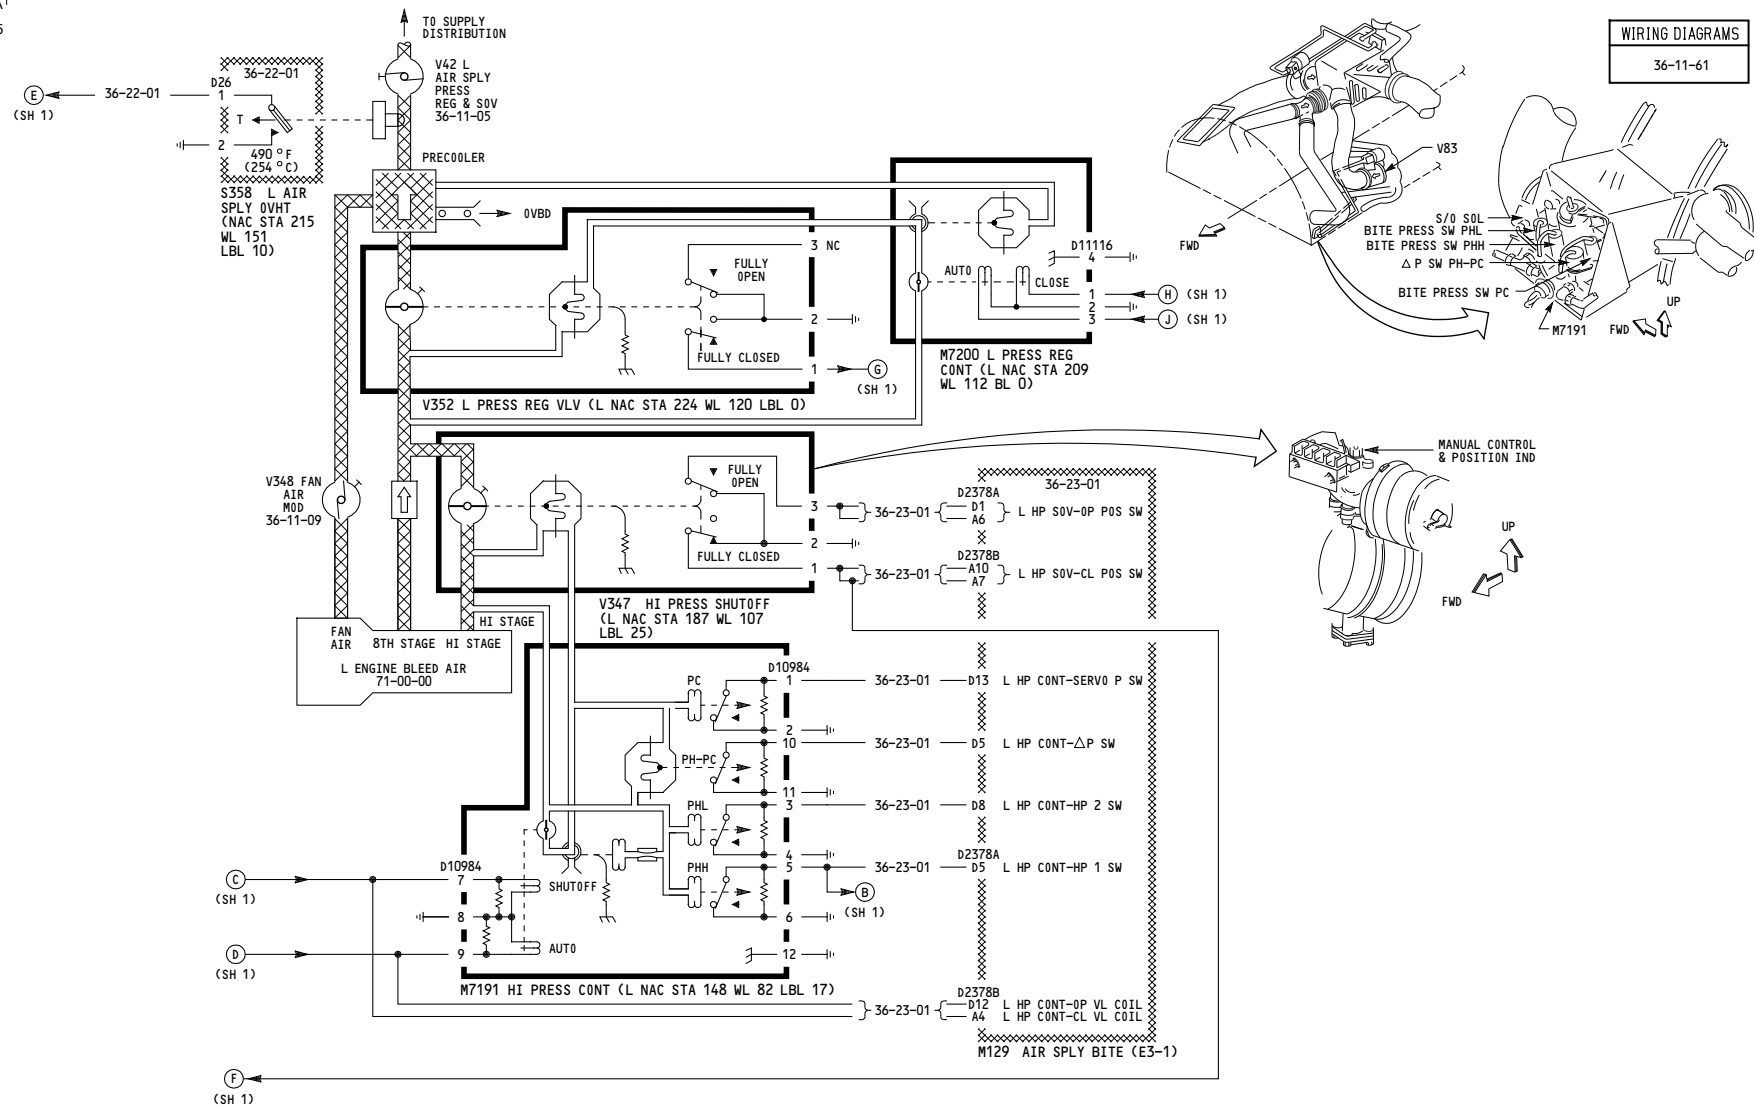 TO SUPPLY
DISTRIBUTION
V42 L
AIR SPLY
PRESS
REG & SOV
36-11-05
36-22-01
D26
1
T
2
490 °F
(254 °C)
S358 L AIR
SPLY OVHT
(NAC STA 215
WL 151
LBL 10)
E
(SH 1)
36-22-01
PRECOOLER
OVBD
WIRING DIAGRAMS
36-11-61
V83
FWD
S/O SOL
BITE PRESS SW PHL
BITE PRESS SW PHH
△ P SW PH-PC
BITE PRESS SW PC
M7191
FWD
UP
3 NC
FULLY
OPEN
2
FULLY CLOSED
1
G
(SH 1)
V352 L PRESS REG VLV (L NAC STA 224 WL 120 LBL 0)
D11116
4
AUTO
CLOSE
1
2
3
H (SH 1)
J (SH 1)
M7200 L PRESS REG
CONT (L NAC STA 209
WL 112 BL 0)
V348 FAN
AIR
MOD
36-11-09
FULLY
OPEN
3
2
FULLY CLOSED
1
V347 HI PRESS SHUTOFF
(L NAC STA 187 WL 107
LBL 25)
36-23-01
D2378A
36-23-01
D1
A6
L HP SOV-OP POS SW
D2378B
36-23-01
A10
A7
L HP SOV-CL POS SW
MANUAL CONTROL
& POSITION IND
UP
FWD
HI STAGE
FAN
AIR
8TH STAGE
HI STAGE
L ENGINE BLEED AIR
71-00-00
D10984
PC
1
36-23-01
D13 L HP CONT-SERVO P SW
2
10
36-23-01
D5 L HP CONT-△P SW
PH-PC
11
3
36-23-01
D8 L HP CONT-HP 2 SW
PHL
4
D2378A
5
36-23-01
D5 L HP CONT-HP 1 SW
PHH
B
(SH 1)
6
12
D10984
C
(SH 1)
7
SHUTOFF
8
D
(SH 1)
9
AUTO
M7191 HI PRESS CONT (L NAC STA 148 WL 82 LBL 17)
D2378B
36-23-01
D12 L HP CONT-OP VL COIL
A4 L HP CONT-CL VL COIL
M129 AIR SPLY BITE (E3-1)
F
(SH 1)